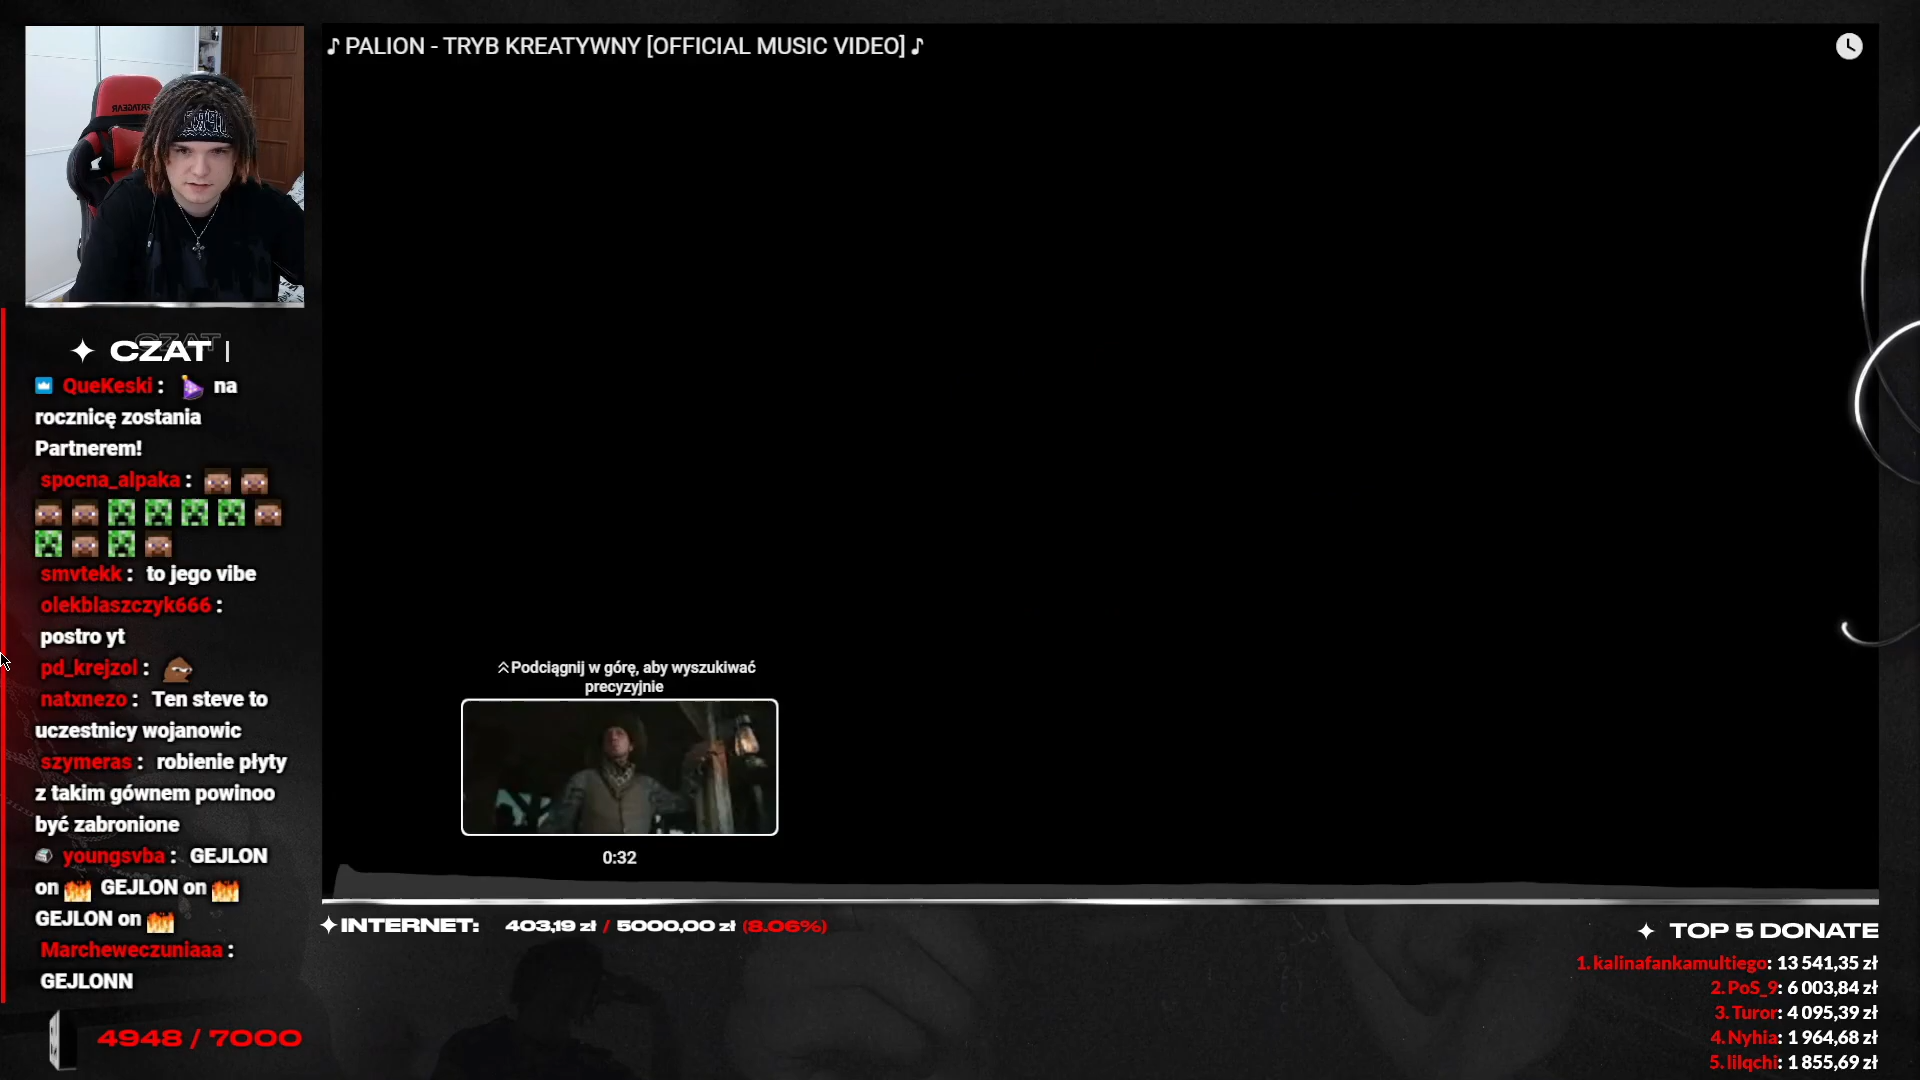 ♪ PALION - TRYB KREATYWNY [OFFICIAL MUSIC VIDEO] ♪
✦ CZAT |
QueKeski : na
rocznicę zostania
Partnerem!
spocna_alpaka :
smvtekk : to jego vibe
olekblaszczyk666 :
postro yt
pd_krejzol :
natxnezo : Ten steve to
uczestnicy wojanowic
szymeras : robienie płyty
z takim gównem powinoo
być zabronione
youngsvba : GEJLON
on GEJLON on
GEJLON on
Marcheweczuniaaa :
GEJLONN
4948 / 7000
Podciągnij w górę, aby wyszukiwać
precyzyjnie
0:32
✦ INTERNET: 403,19 zł / 5000,00 zł (8.06%)
✦ TOP 5 DONATE
1. kalinafankamultiego: 13 541,35 zł
2. PoS_9: 6 003,84 zł
3. Turor: 4 095,39 zł
4. Nyhia: 1 964,68 zł
5. lilqchi: 1 855,69 zł